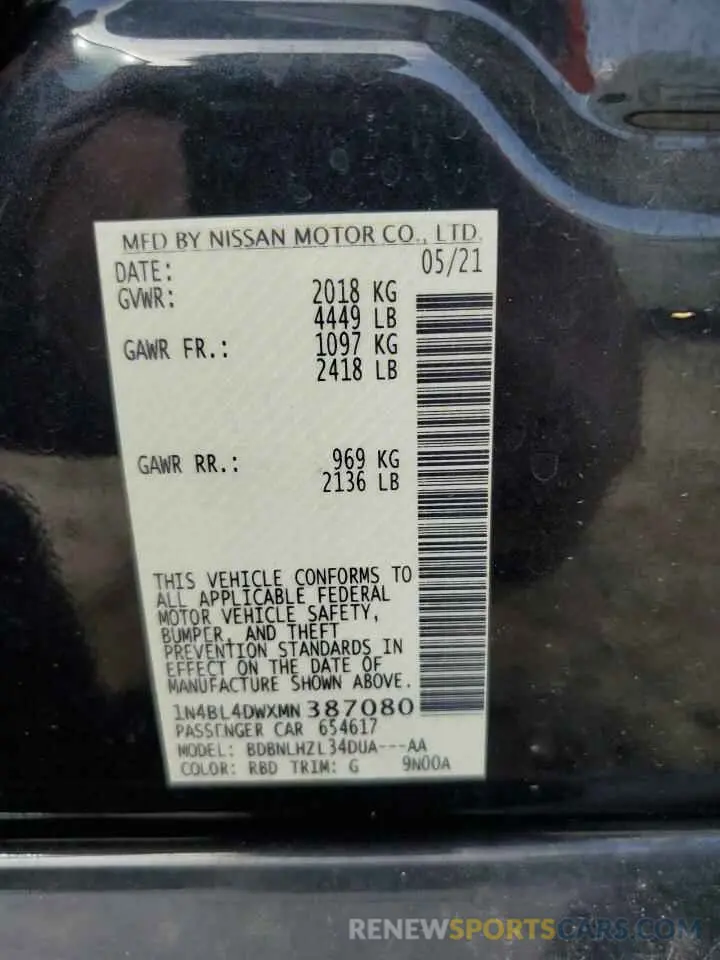 MFD BY NISSAN MOTOR CO., LTD.
DATE: 05/21
GVWR: 2018 KG
4449 LB
GAWR FR.: 1097 KG
2418 LB
GAWR RR.: 969 KG
2136 LB
THIS VEHICLE CONFORMS TO
ALL APPLICABLE FEDERAL
MOTOR VEHICLE SAFETY,
BUMPER, AND THEFT
PREVENTION STANDARDS IN
EFFECT ON THE DATE OF
MANUFACTURE SHOWN ABOVE.
1N4BL4DWXMN387080
PASSENGER CAR 654617
MODEL: BDBNLHZL34DUA---AA
COLOR: RBD TRIM: G 9N00A
RENEWSPORTSCARS.COM